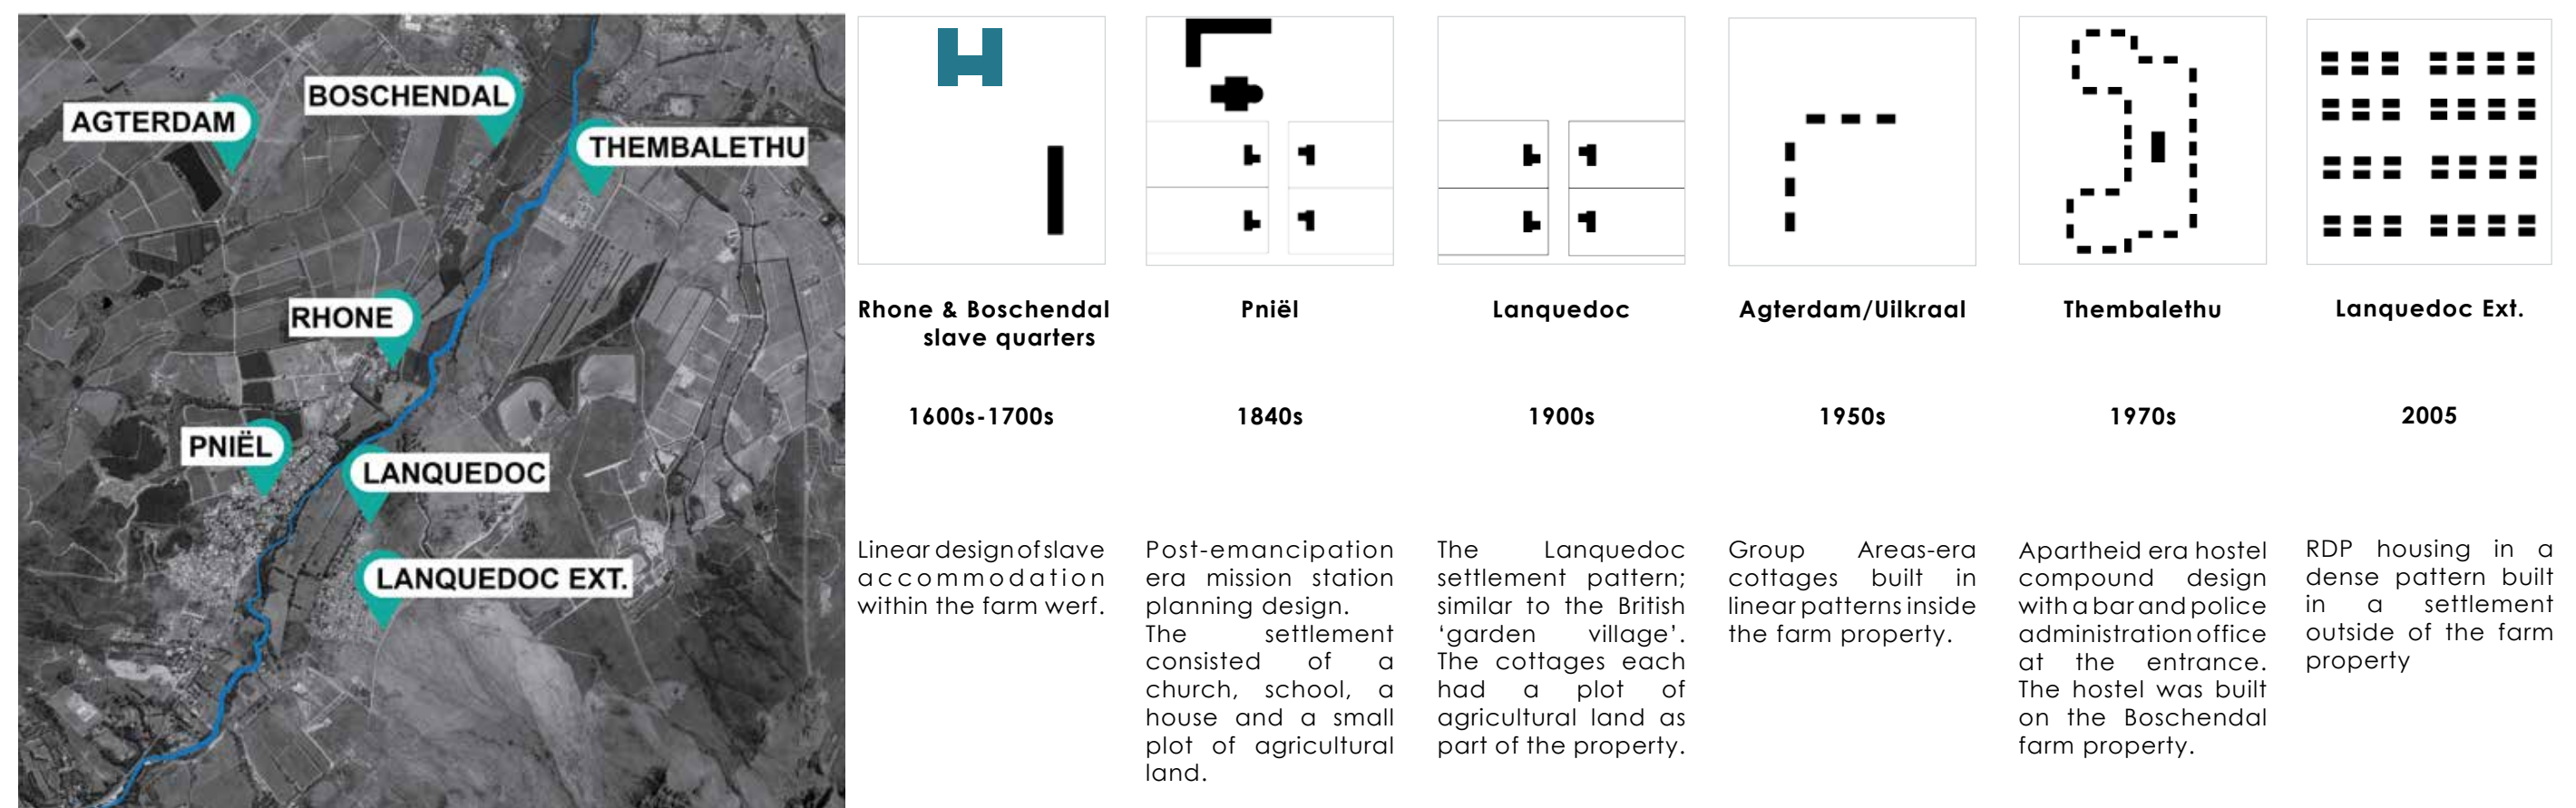 BOSCHENDAL
AGTERDAM
THEMBALETHU
RHONE
PNIËL
LANQUEDOC
LANQUEDOC EXT.
Rhone & Boschendal
slave quarters
1600s-1700s
Linear design of slave
accommodation
within the farm werf.
Pniël
1840s
Post-emancipation
era mission station
planning design.
The settlement
consisted of a
church, school, a
house and a small
plot of agricultural
land.
Lanquedoc
1900s
The Lanquedoc
settlement pattern;
similar to the British
‘garden village’.
The cottages each
had a plot of
agricultural land as
part of the property.
Agterdam/Uilkraal
1950s
Group Areas-era
cottages built in
linear patterns inside
the farm property.
Thembalethu
1970s
Apartheid era hostel
compound design
with a bar and police
administration office
at the entrance.
The hostel was built
on the Boschendal
farm property.
Lanquedoc Ext.
2005
RDP housing in a
dense pattern built
in a settlement
outside of the farm
property